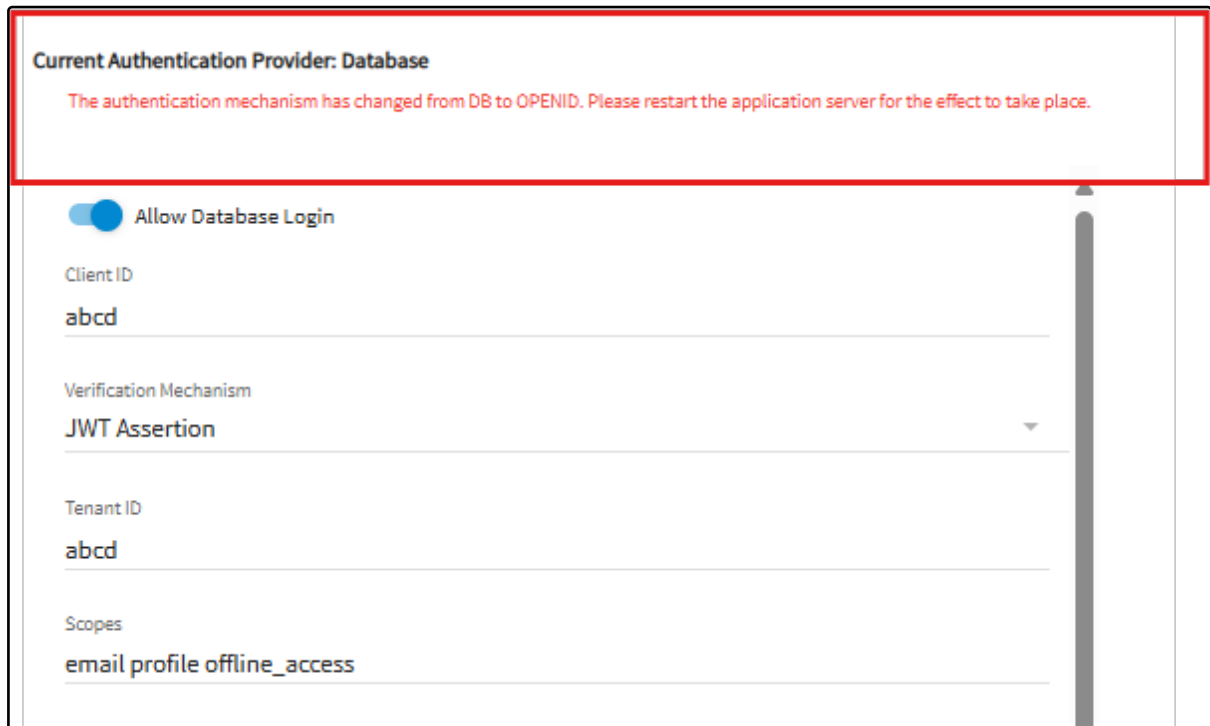 Current Authentication Provider: Database
The authentication mechanism has changed from DB to OPENID. Please restart the application server for the effect to take place.
Allow Database Login
Client ID
abcd
Verification Mechanism
JWT Assertion
Tenant ID
abcd
Scopes
email profile offline_access